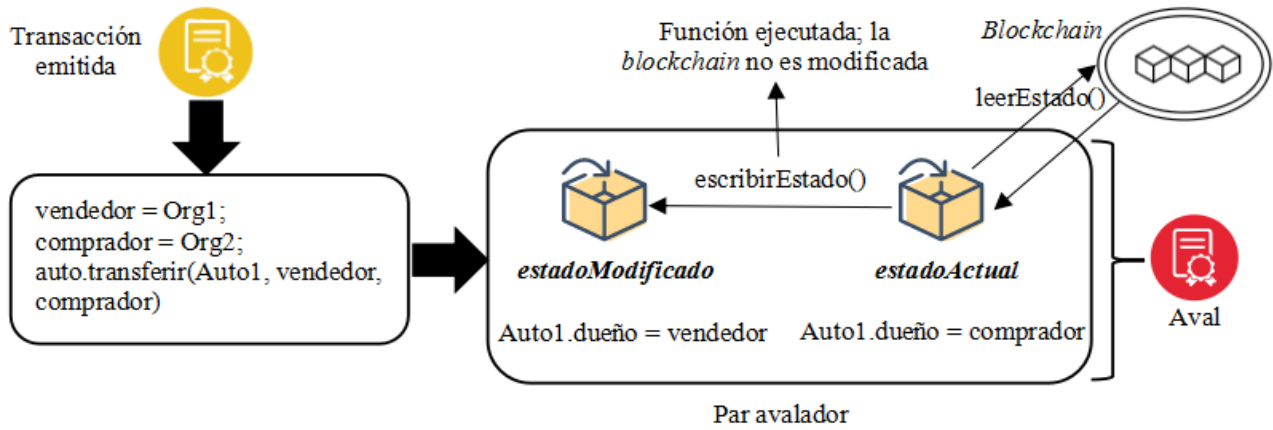 Transacción
emitida
Función ejecutada; la
blockchain no es modificada
Blockchain
leerEstado()
vendedor = Org1;
comprador = Org2;
auto.transferir(Auto1, vendedor,
comprador)
escribirEstado()
estadoModificado
estadoActual
Auto1.dueño = vendedor
Auto1.dueño = comprador
Aval
Par avalador